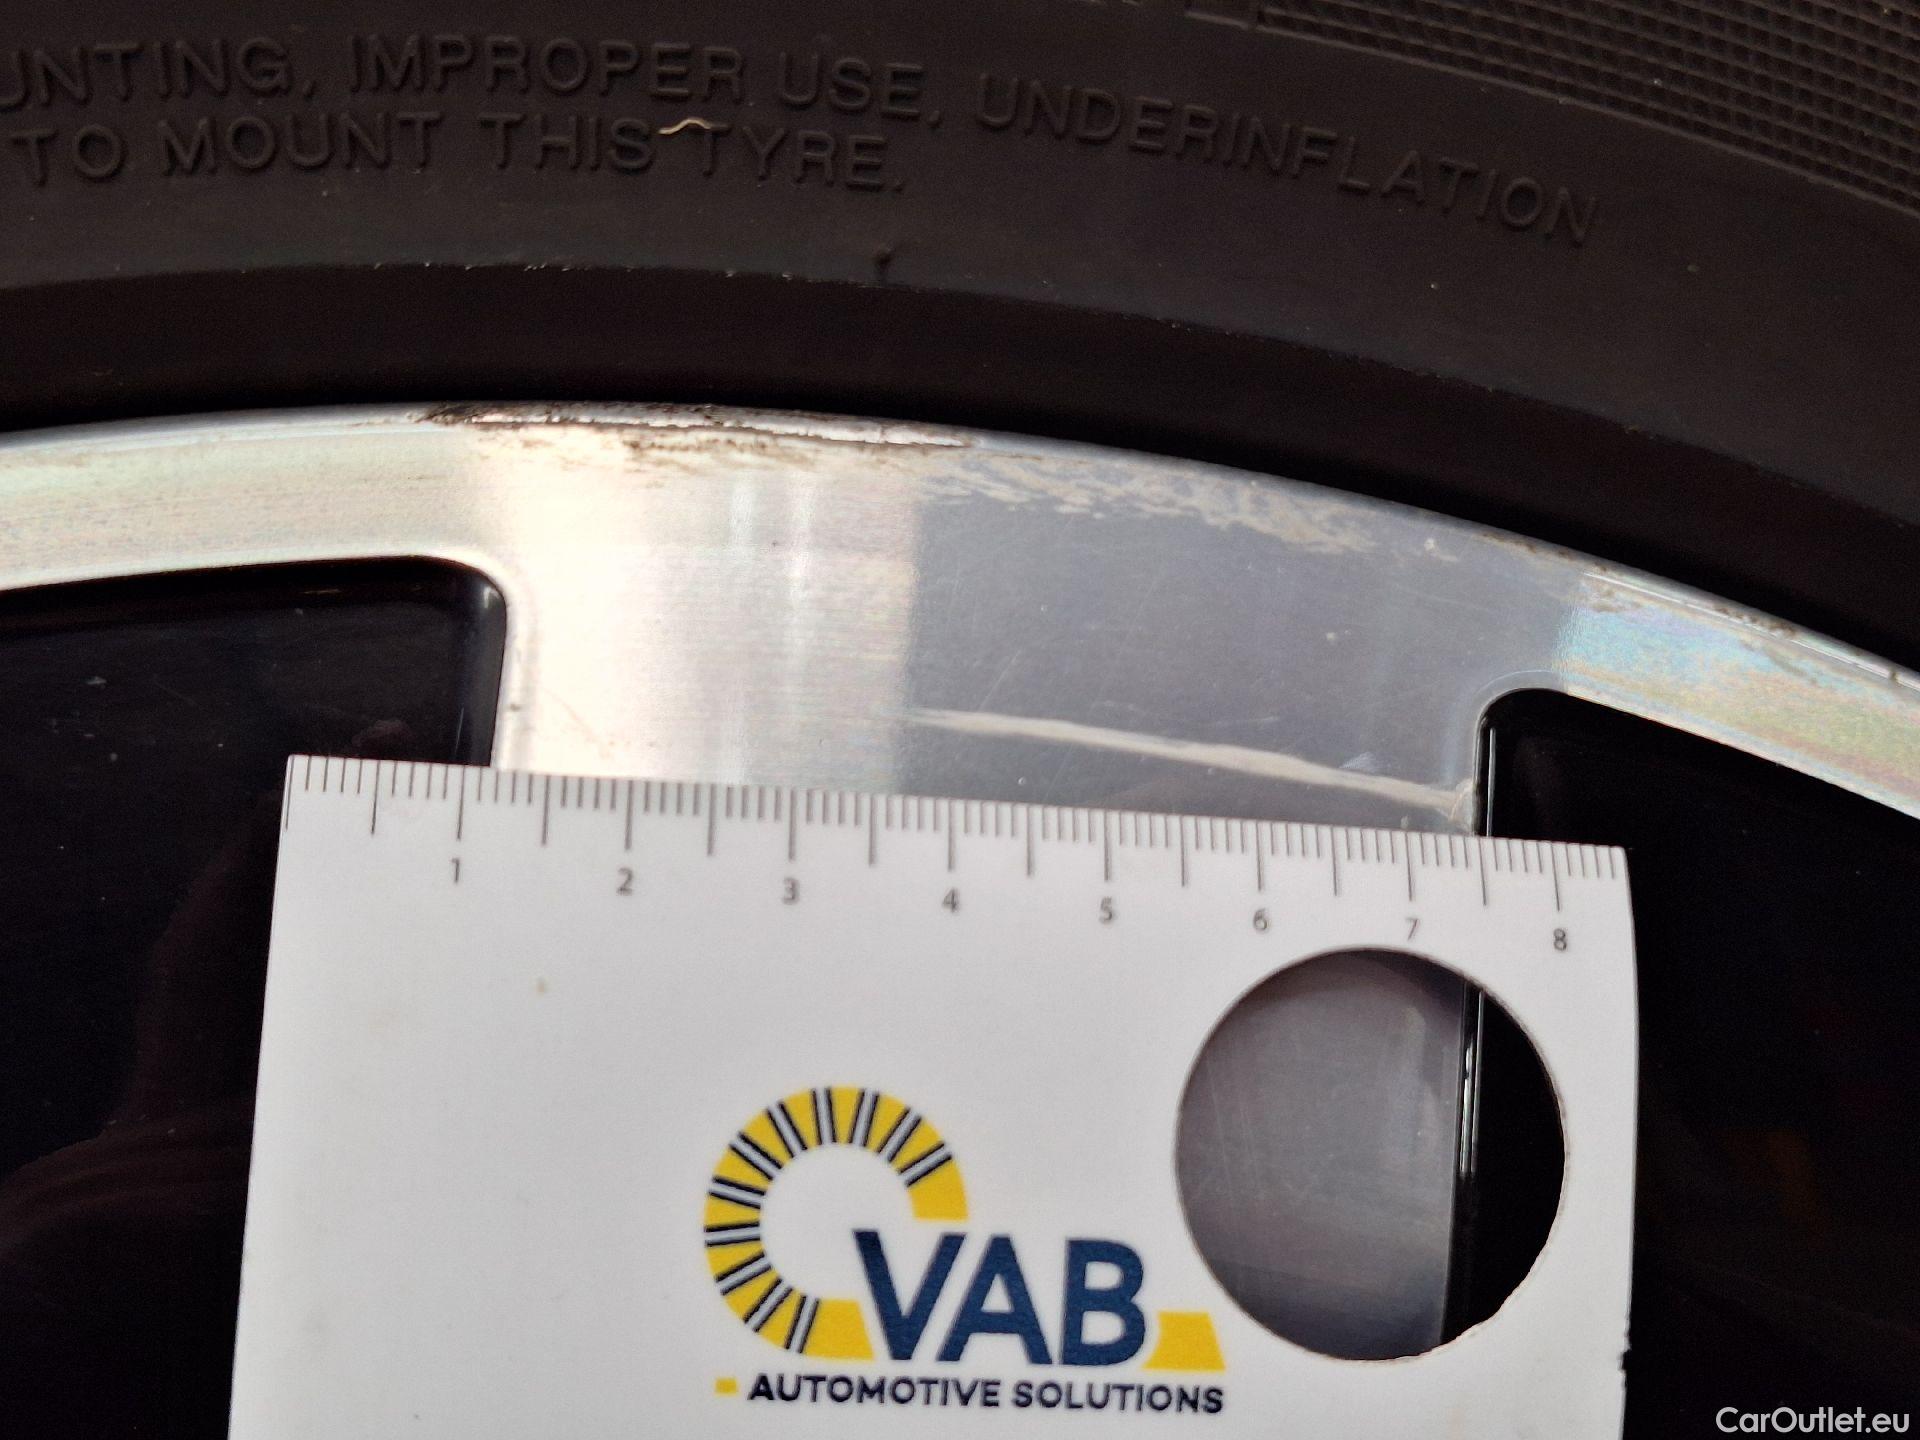 UNTING, IMPROPER USE, UNDERINFLATION
TO MOUNT THIS TYRE.
1 2 3 4 5 6 7 8
VAB
AUTOMOTIVE SOLUTIONS
CarOutlet.eu